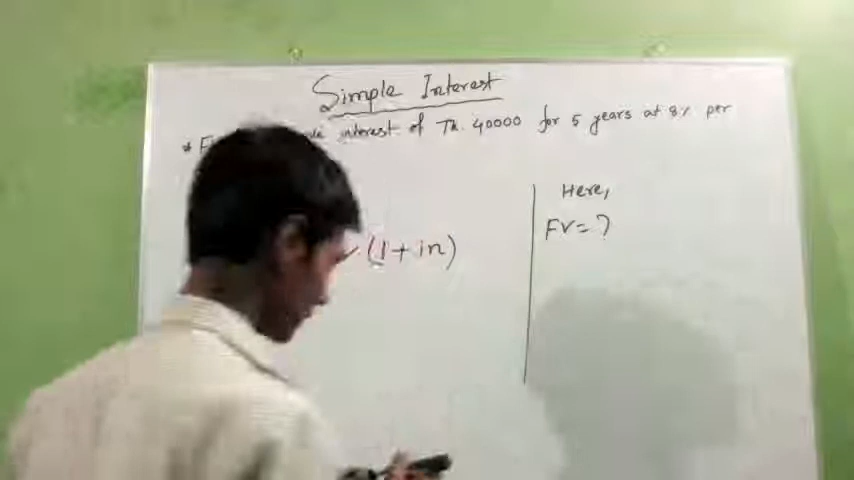 Simple Interest
* interest of Tk. 40000 for 5 years at 8% per
(1+in)
Here,
FV=?